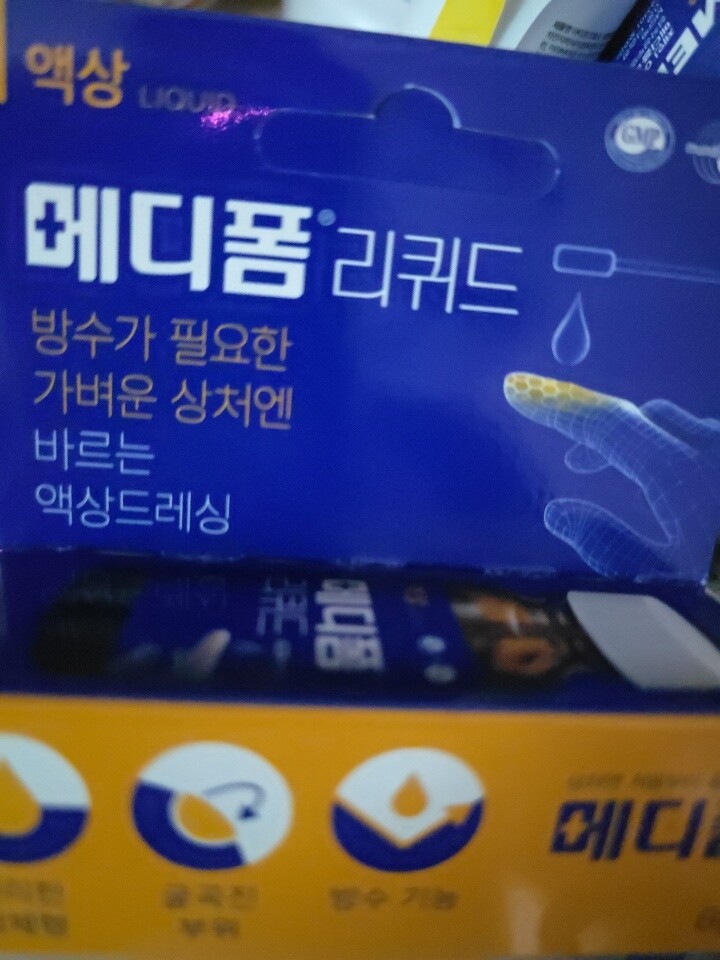 액상 LIQUID
GMP
메디폼 리퀴드
방수가 필요한
가벼운 상처엔
바르는
액상드레싱
메디폼
굴곡진
부위
방수 기능
메디